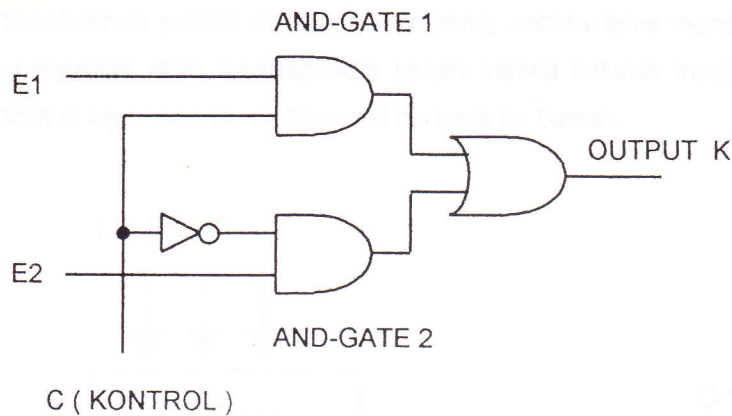 AND-GATE 1
E1
OUTPUT K
E2
AND-GATE 2
C ( KONTROL )